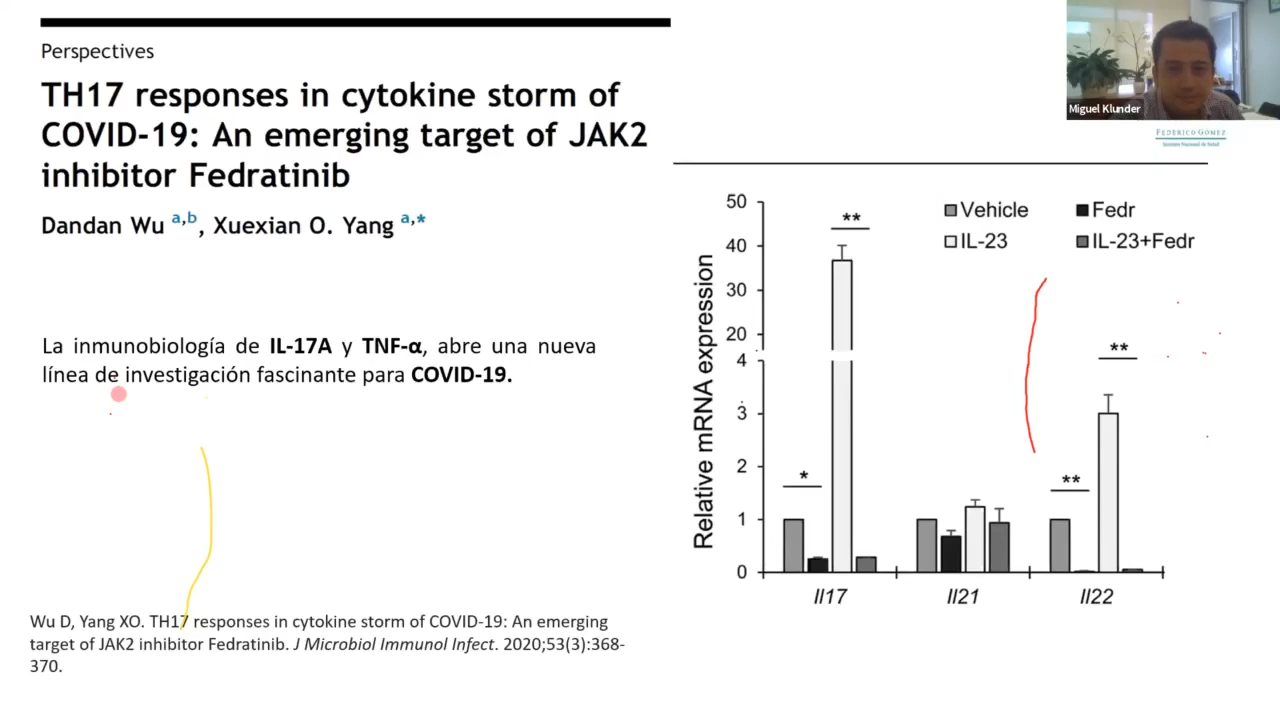 Perspectives
TH17 responses in cytokine storm of
COVID-19: An emerging target of JAK2
inhibitor Fedratinib
Dandan Wu a,b, Xuexian O. Yang a,*
La inmunobiología de IL-17A y TNF-α, abre una nueva
línea de investigación fascinante para COVID-19.
Wu D, Yang XO. TH17 responses in cytokine storm of COVID-19: An emerging
target of JAK2 inhibitor Fedratinib. J Microbiol Immunol Infect. 2020;53(3):368-
370.
Miguel Klunder
FEDERICO GÓMEZ
Instituto Nacional de Salud
Vehicle Fedr
IL-23 IL-23+Fedr
Relative mRNA expression
50
40
30
20
4
3
2
1
0
* **
** **
Il17 Il21 Il22